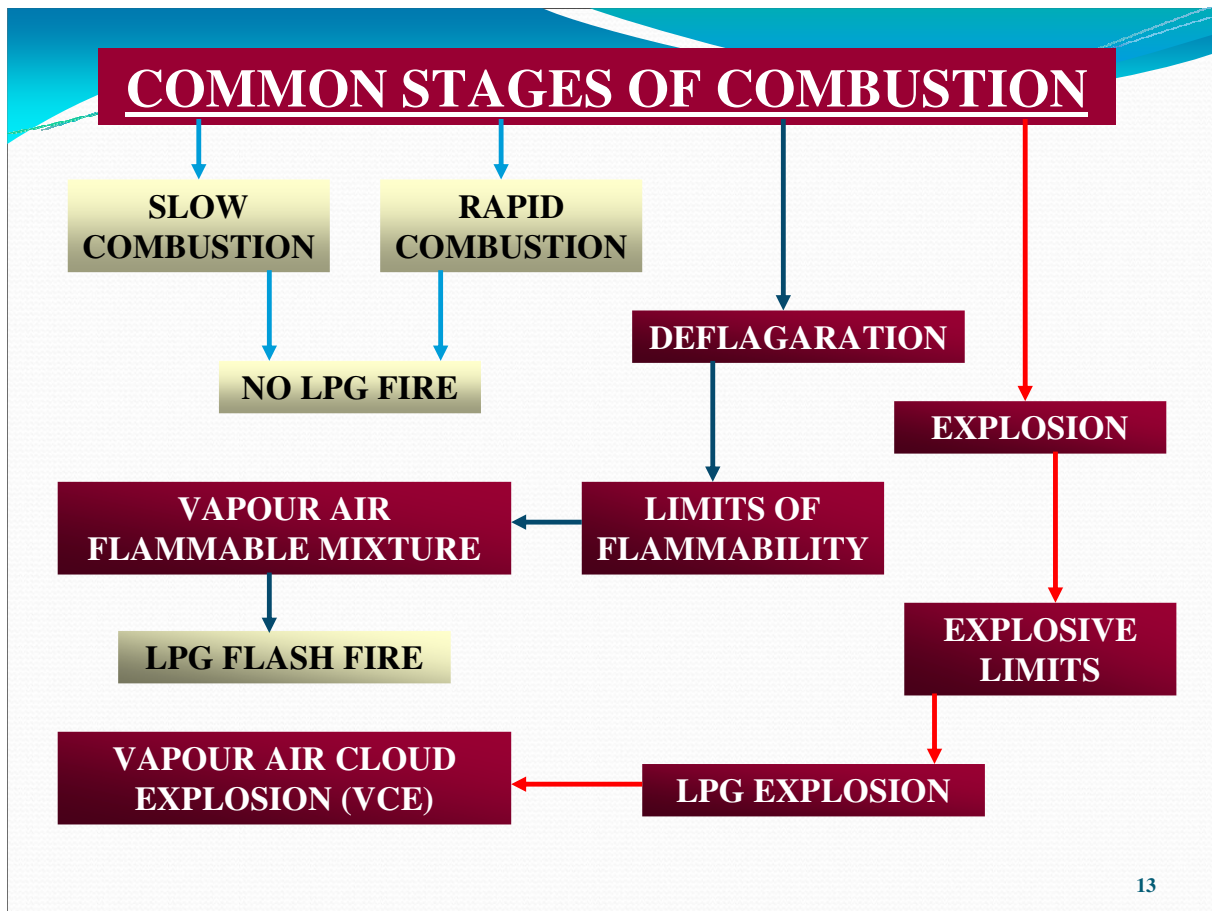 COMMON STAGES OF COMBUSTION
SLOW
COMBUSTION
RAPID
COMBUSTION
NO LPG FIRE
DEFLAGARATION
EXPLOSION
LIMITS OF
FLAMMABILITY
VAPOUR AIR
FLAMMABLE MIXTURE
LPG FLASH FIRE
EXPLOSIVE
LIMITS
LPG EXPLOSION
VAPOUR AIR CLOUD
EXPLOSION (VCE)
13